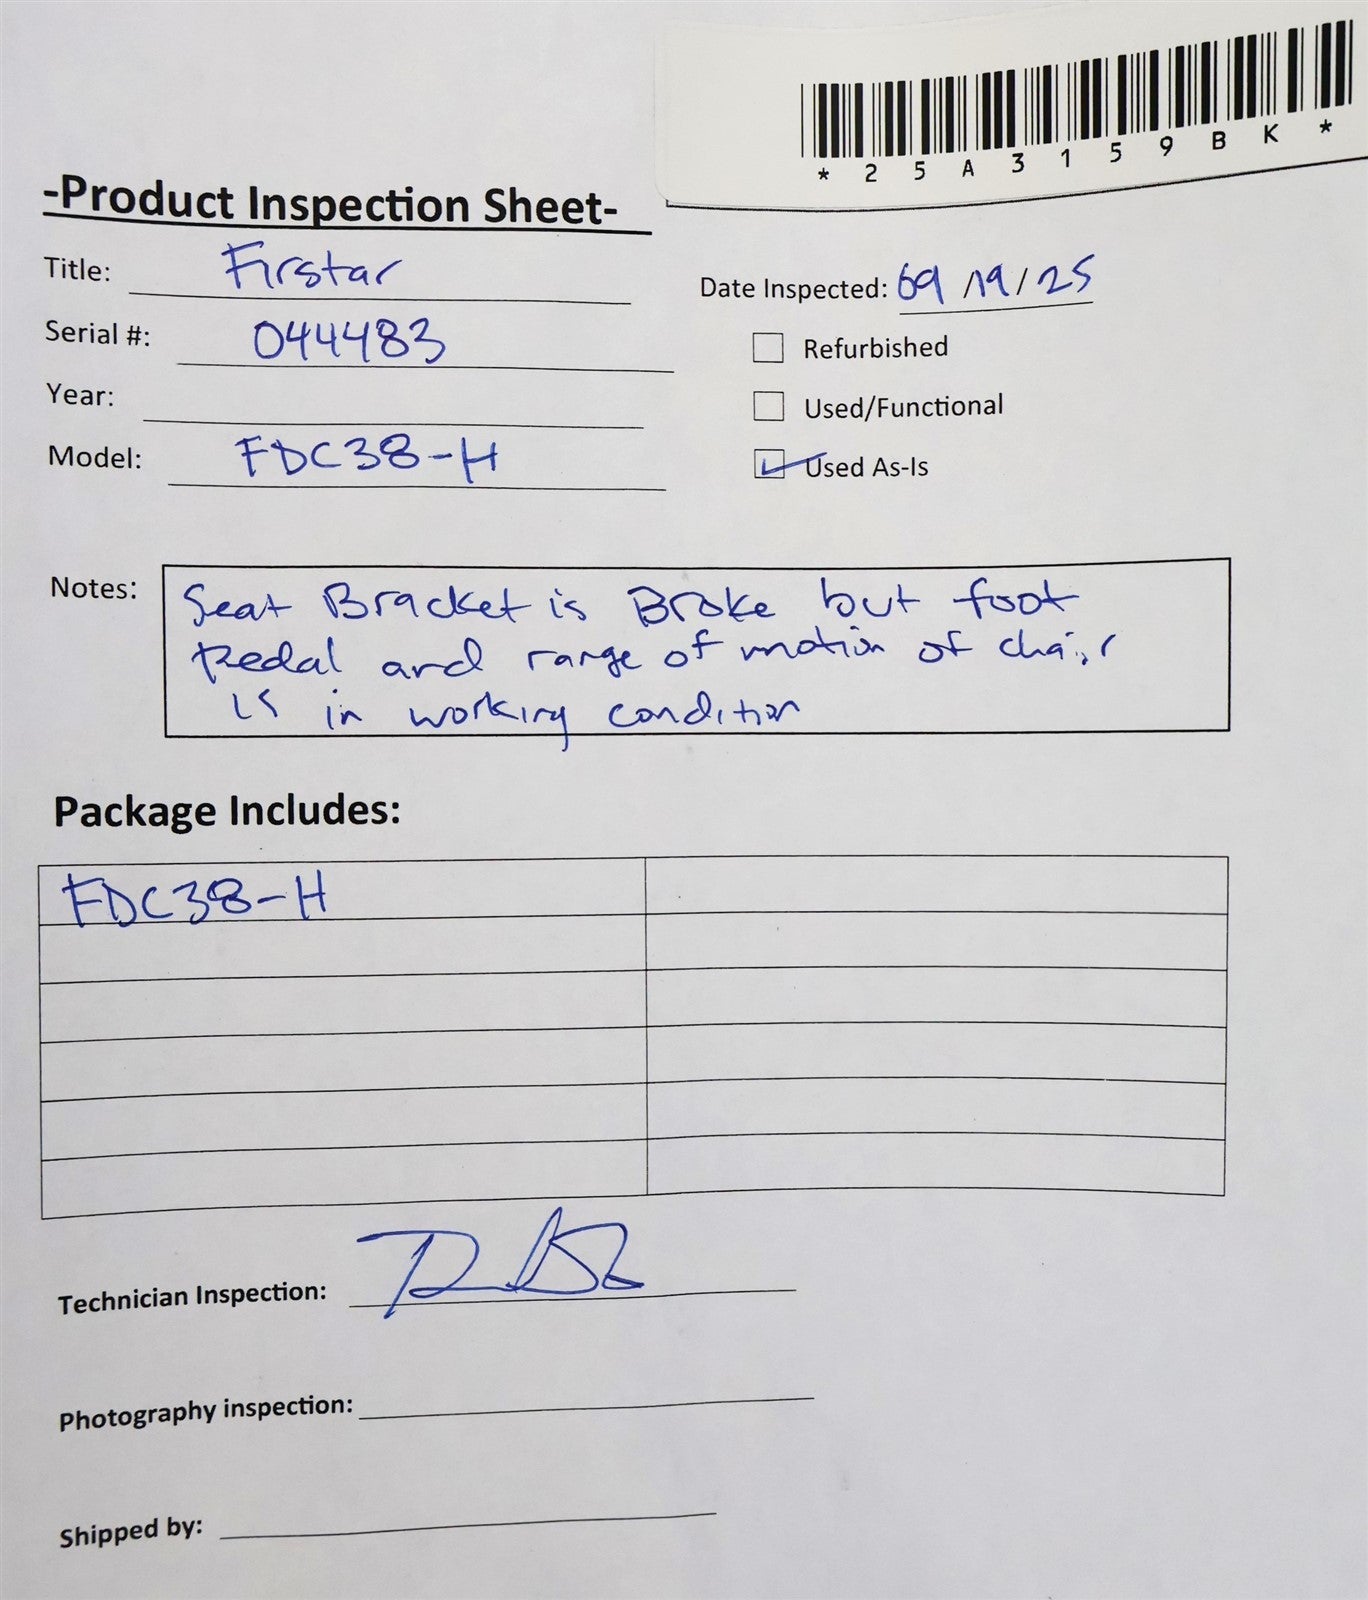 *25A3159BK*
-Product Inspection Sheet-
Title: Firstar
Date Inspected: 09/19/25
Serial #: 044483
Refurbished
Year:
Used/Functional
Model: FDC38-H
Used As-Is
Notes: Seat Bracket is Broke but foot
Pedal and range of motion of chair
is in working condition
Package Includes:
FDC38-H
Technician Inspection:
Photography inspection:
Shipped by: